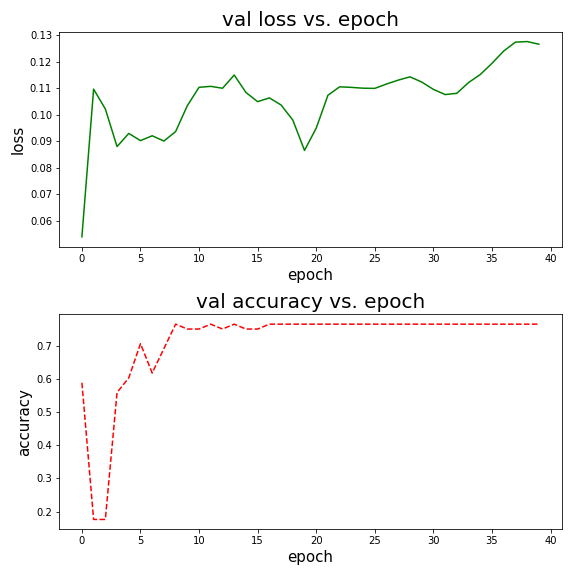 val loss vs. epoch
0.13
0.12
0.11
0.10
0.09
0.08
0.07
0.06
loss
0 5 10 15 20 25 30 35 40
epoch
val accuracy vs. epoch
0.7
0.6
0.5
0.4
0.3
0.2
accuracy
0 5 10 15 20 25 30 35 40
epoch